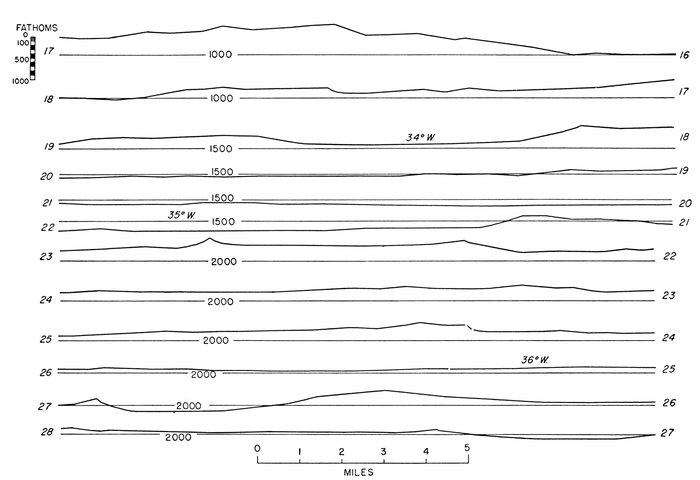 FATHOMS
0
100
500
1000
17 1000 16
18 1000 17
34° W.
19 1500 18
20 1500 19
21 1500 20
35° W.
22 1500 21
23 2000 22
24 2000 23
25 2000 24
36° W.
26 2000 25
27 2000 26
28 2000 27
0 1 2 3 4 5
MILES